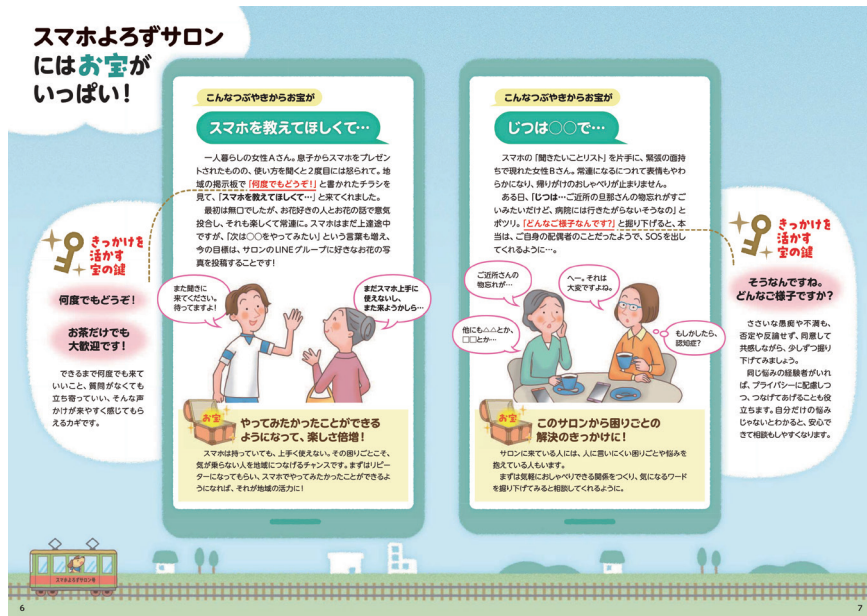 スマホよろずサロン
にはお宝が
いっぱい！
こんなつぶやきからお宝が
スマホを教えてほしくて…
一人暮らしの女性Aさん。息子からスマホをプレゼン
トされたものの、使い方を聞くと2度目には怒られて。地
域の掲示板で「何度でもどうぞ！」と書かれたチラシを
見て、「スマホを教えてほしくて…」と来てくれました。
最初は無口でしたが、お花好きの人とお花の話で意気
投合し、それも楽しくて常連に。スマホはまだ上達途中
ですが、「次は○○をやってみたい」という言葉も増え、
今の目標は、サロンのLINEグループに好きなお花の写
真を投稿することです！
きっかけを
活かす
宝の鍵
何度でもどうぞ！
お茶だけでも
大歓迎です！
できるまで何度でも来て
いいこと、質問がなくても
立ち寄っていい、そんな声
かけが来やすく感じてもら
えるカギです。
また聞きに
来てください。
待ってますよ！
まだスマホ上手に
使えないし、
また来ようかしら…
お宝
やってみたかったことができる
ようになって、楽しさ倍増！
スマホは持っていても、上手く使えない。その困りごとこそ、
気が乗らない人を地域につなげるチャンスです。まずはリピー
ターになってもらい、スマホでやってみたかったことができるよ
うになれば、それが地域の活力に！
こんなつぶやきからお宝が
じつは○○で…
スマホの「聞きたいことリスト」を片手に、緊張の面持
ちで現れた女性Bさん。常連になるにつれて表情もやわ
らかになり、帰りがけのおしゃべりが止まりません。
ある日、「じつは…ご近所の旦那さんの物忘れがすご
いみたいだけど、病院には行きたがらないそうなの」と
ポツリ。「どんなご様子なんです？」と掘り下げると、本
当は、ご自身の配偶者のことだったようで、SOSを出し
てくれるように…。
ご近所さんの
物忘れが…
へー。それは
大変ですよね。
他にも△△とか、
□□とか…
もしかしたら、
認知症？
お宝
このサロンから困りごとの
解決のきっかけに！
サロンに来ている人には、人に言いにくい困りごとや悩みを
抱えている人もいます。
まずは気軽におしゃべりできる関係をつくり、気になるワード
を掘り下げてみると相談してくれるように。
きっかけを
活かす
宝の鍵
そうなんですね。
どんなご様子ですか？
ささいな愚痴や不満も、
否定や反論せず、同意して
共感しながら、少しずつ掘り
下げてみましょう。
同じ悩みの経験者がいれ
ば、プライバシーに配慮しつ
つ、つなげてあげることも役
立ちます。自分だけの悩み
じゃないとわかると、安心で
きて相談もしやすくなります。
スマホよろずサロン号
6
7